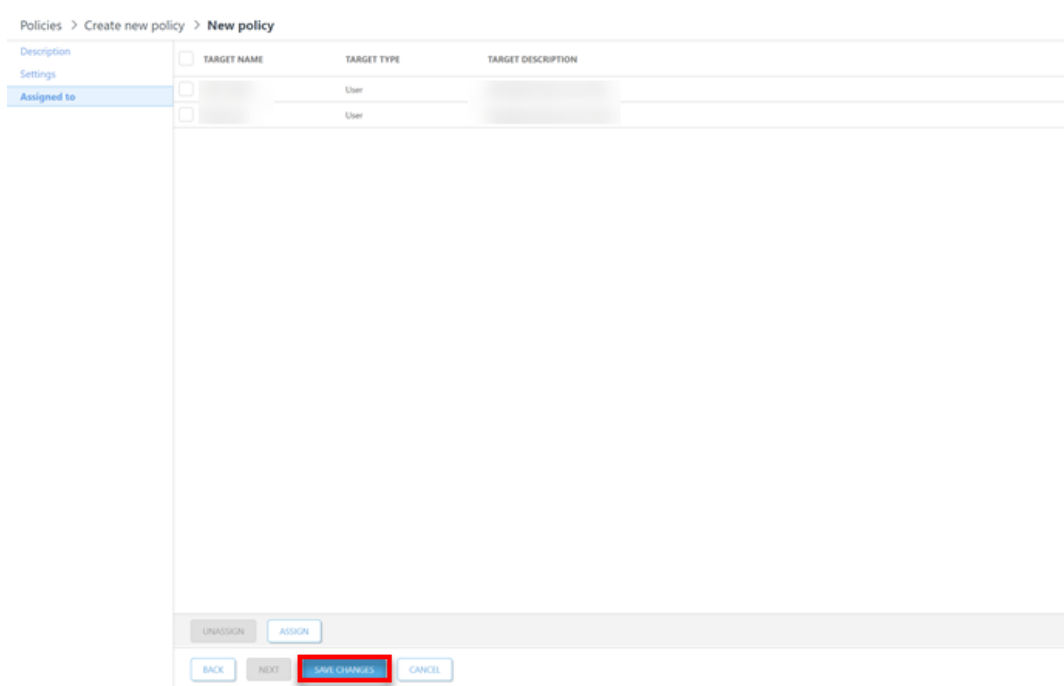 Policies > Create new policy > New policy
Description
Settings
Assigned to
TARGET NAME TARGET TYPE TARGET DESCRIPTION
User
User
UNASSIGN ASSIGN
BACK NEXT SAVE CHANGES CANCEL